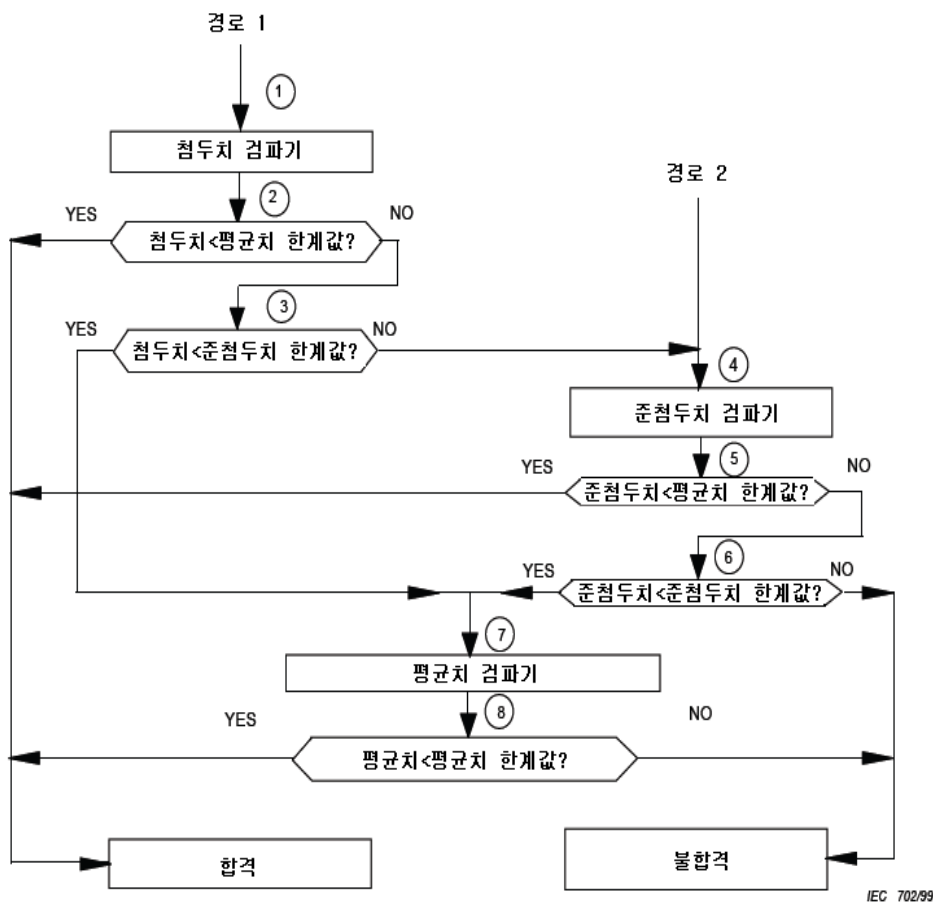 경로 1
1
첨두치 검파기
경로 2
2
YES
NO
첨두치<평균치 한계값?
3
YES
NO
첨두치<준첨두치 한계값?
4
준첨두치 검파기
5
YES
NO
준첨두치<평균치 한계값?
6
YES
NO
준첨두치<준첨두치 한계값?
7
평균치 검파기
8
YES
NO
평균치<평균치 한계값?
합격
불합격
IEC 702/99